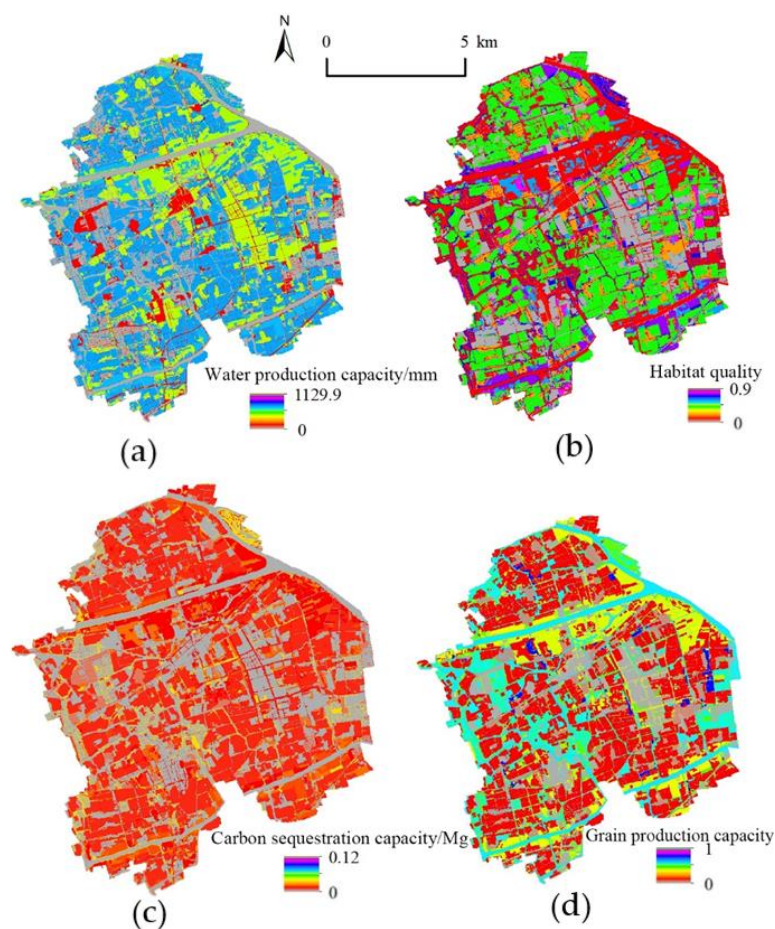 N
0 5 km
Water production capacity/mm
1129.9
0
(a)
Habitat quality
0.9
0
(b)
Carbon sequestration capacity/Mg
0.12
0
(c)
Grain production capacity
1
0
(d)